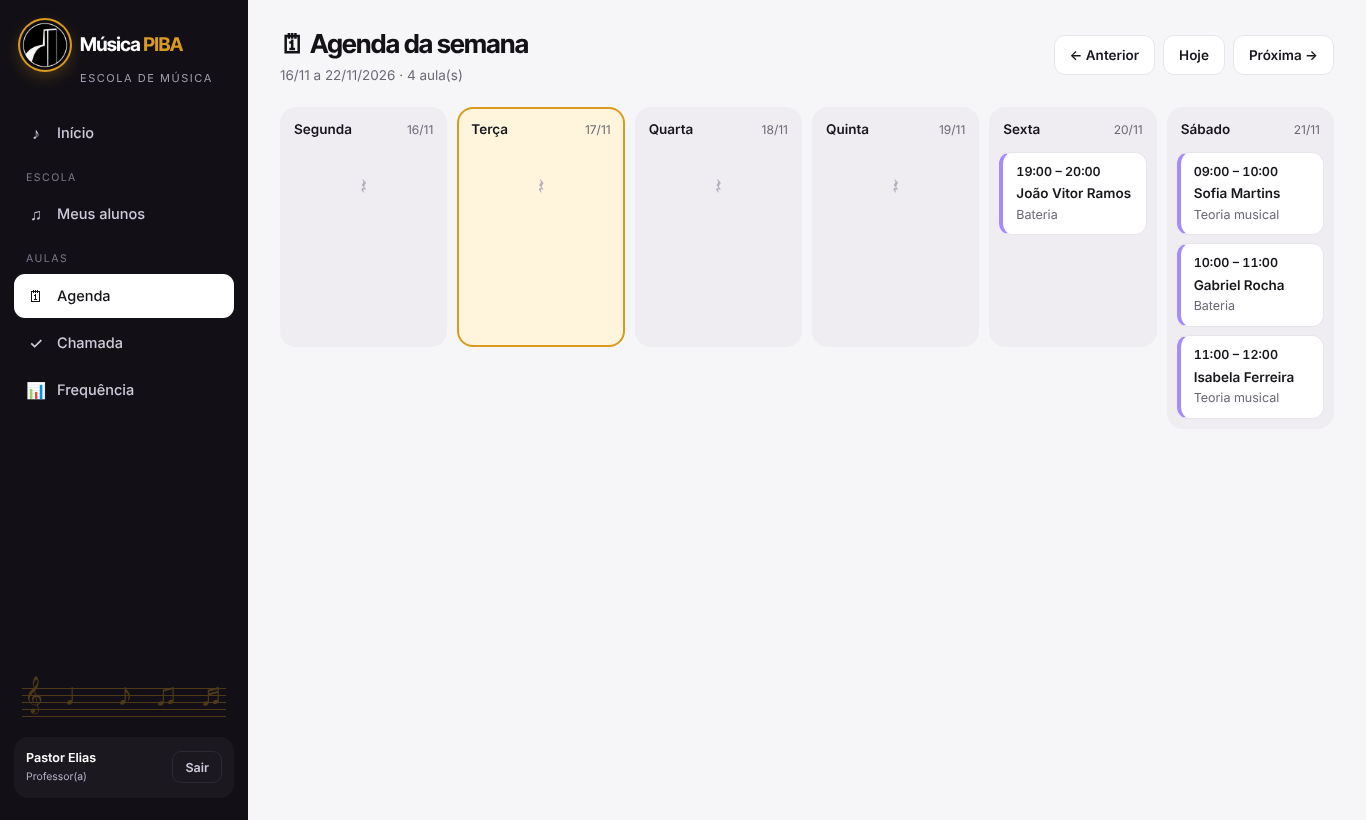 Música PIBA
ESCOLA DE MÚSICA
Início
ESCOLA
Meus alunos
AULAS
Agenda
Chamada
Frequência
Pastor Elias
Professor(a)
Sair
Agenda da semana
16/11 a 22/11/2026 · 4 aula(s)
← Anterior
Hoje
Próxima →
Segunda 16/11
Terça 17/11
Quarta 18/11
Quinta 19/11
Sexta 20/11
19:00 – 20:00
João Vitor Ramos
Bateria
Sábado 21/11
09:00 – 10:00
Sofia Martins
Teoria musical
10:00 – 11:00
Gabriel Rocha
Bateria
11:00 – 12:00
Isabela Ferreira
Teoria musical